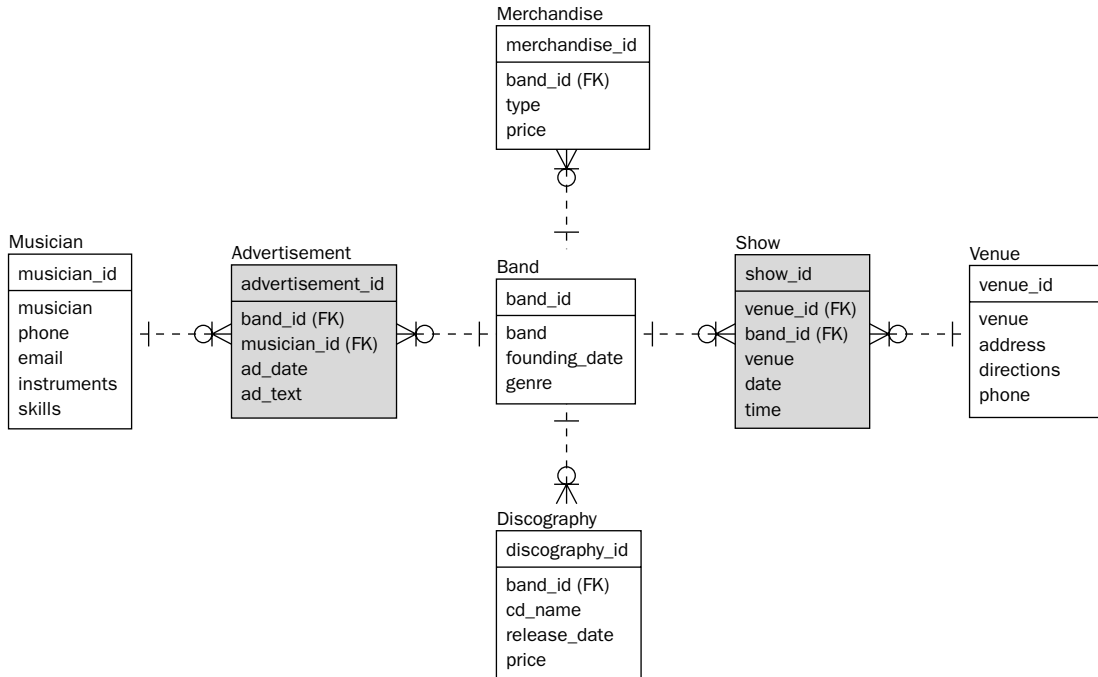 Merchandise
merchandise_id
band_id (FK)
type
price
Musician
musician_id
musician
phone
email
instruments
skills
Advertisement
advertisement_id
band_id (FK)
musician_id (FK)
ad_date
ad_text
Band
band_id
band
founding_date
genre
Show
show_id
venue_id (FK)
band_id (FK)
venue
date
time
Venue
venue_id
venue
address
directions
phone
Discography
discography_id
band_id (FK)
cd_name
release_date
price